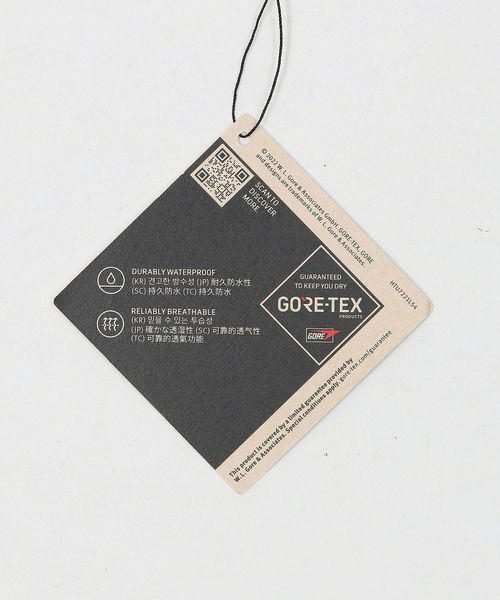 © 2022 W. L. Gore & Associates GmbH. GORE-TEX, GORE
and designs are trademarks of W. L. Gore & Associates.
SCAN TO
DISCOVER
MORE.
HTU7221L54
DURABLY WATERPROOF
(KR) 견고한 방수성 (JP) 耐久防水性
(SC) 持久防水 (TC) 持久防水
RELIABLY BREATHABLE
(KR) 믿을 수 있는 투습성
(JP) 確かな透湿性 (SC) 可靠的透气性
(TC) 可靠的透氣功能
GUARANTEED
TO KEEP YOU DRY
GORE-TEX
PRODUCTS
GORE
This product is covered by a limited guarantee provided by
W. L. Gore & Associates. Special conditions apply. gore-tex.com/guarantee